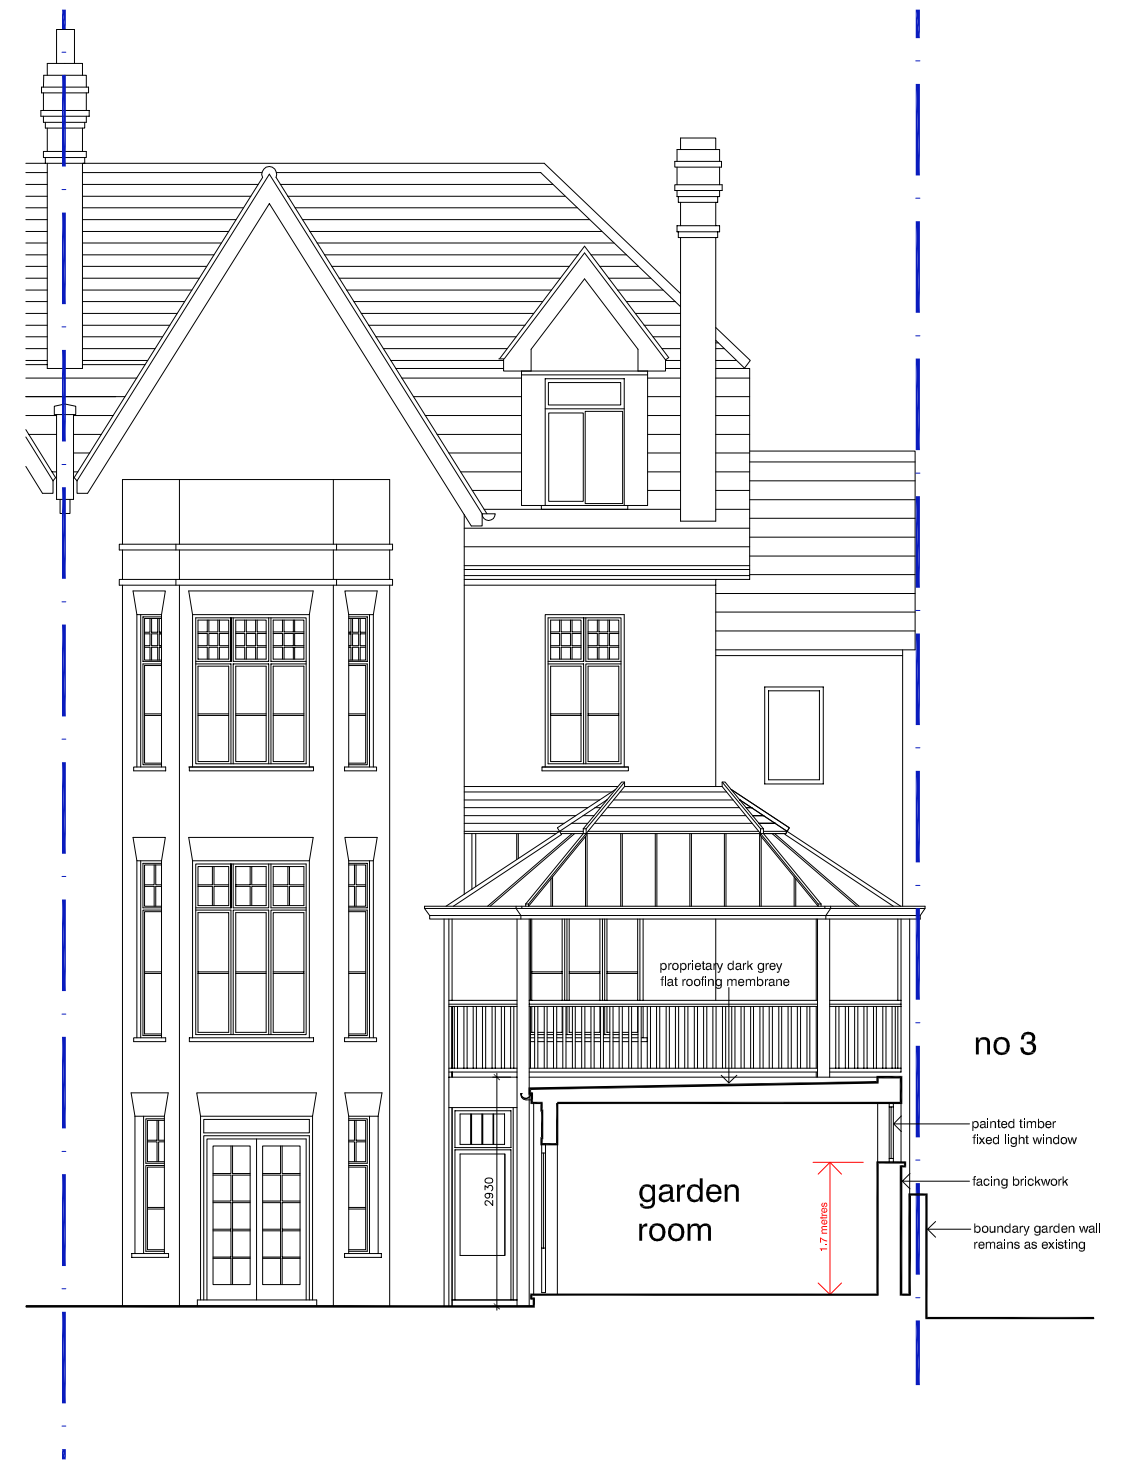 proprietary dark grey
flat roofing membrane
no 3
painted timber
fixed light window
facing brickwork
boundary garden wall
remains as existing
garden
room
2930
1.7 metres